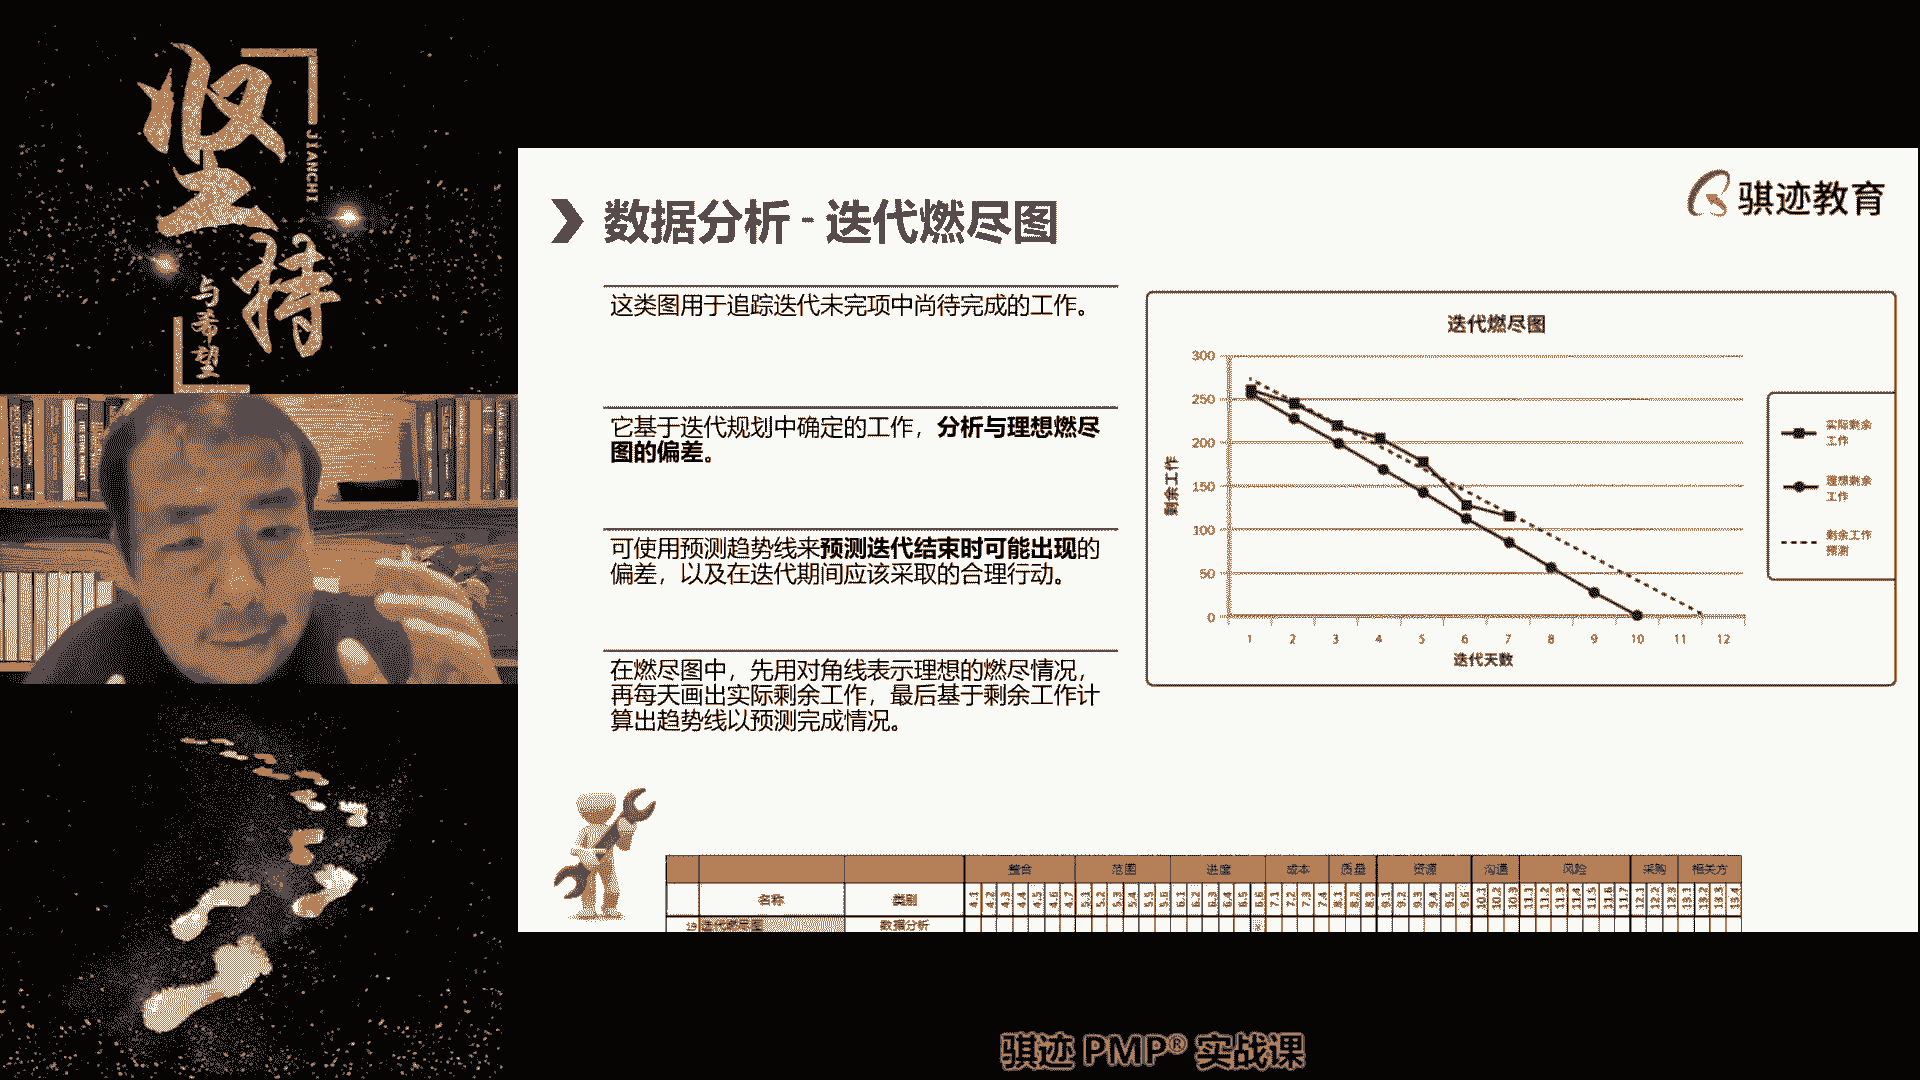 坚持
JIANCHI
与希望
数据分析 - 迭代燃尽图
骐迹教育
这类图用于追踪迭代未完项中尚待完成的工作。
它基于迭代规划中确定的工作，分析与理想燃尽
图的偏差。
可使用预测趋势线来预测迭代结束时可能出现的
偏差，以及在迭代期间应该采取的合理行动。
在燃尽图中，先用对角线表示理想的燃尽情况，
再每天画出实际剩余工作，最后基于剩余工作计
算出趋势线以预测完成情况。
迭代燃尽图
300
250
200
150
100
50
0
剩余工作
1 2 3 4 5 6 7 8 9 10 11 12
迭代天数
实际剩余
工作
理想剩余
工作
剩余工作
预测
整合 范围 进度 成本 质量 资源 沟通 风险 采购 相关方
名称 类别 4.1 4.2 4.3 4.4 4.5 4.6 4.7 5.1 5.2 5.3 5.4 5.5 5.6 6.1 6.2 6.3 6.4 6.5 6.6 7.1 7.2 7.3 7.4 8.1 8.2 8.3 9.1 9.2 9.3 9.4 9.5 9.6 10.1 10.2 10.3 11.1 11.2 11.3 11.4 11.5 11.6 11.7 12.1 12.2 12.3 13.1 13.2 13.3 13.4
迭代燃尽图 数据分析
骐迹 PMP® 实战课